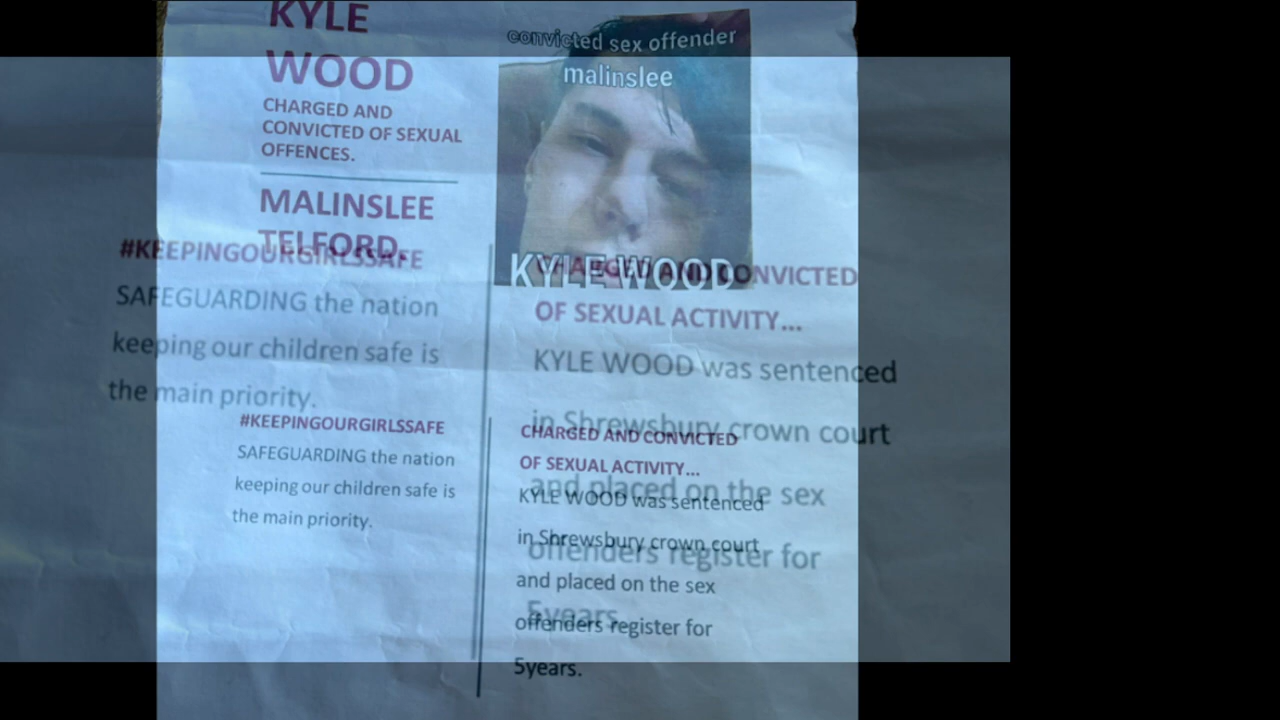 KYLE
WOOD
CHARGED AND
CONVICTED OF SEXUAL
OFFENCES.
MALINSLEE
TELFORD.
convicted sex offender
malinslee
KYLE WOOD
#KEEPINGOURGIRLSSAFE
SAFEGUARDING the nation
keeping our children safe is
the main priority.
CHARGED AND CONVICTED
OF SEXUAL ACTIVITY...
KYLE WOOD was sentenced
in Shrewsbury crown court
and placed on the sex
offenders register for
5years.
#KEEPINGOURGIRLSSAFE
SAFEGUARDING the nation
keeping our children safe is
the main priority.
CHARGED AND CONVICTED
OF SEXUAL ACTIVITY...
KYLE WOOD was sentenced
in Shrewsbury crown court
and placed on the sex
offenders register for
5years.